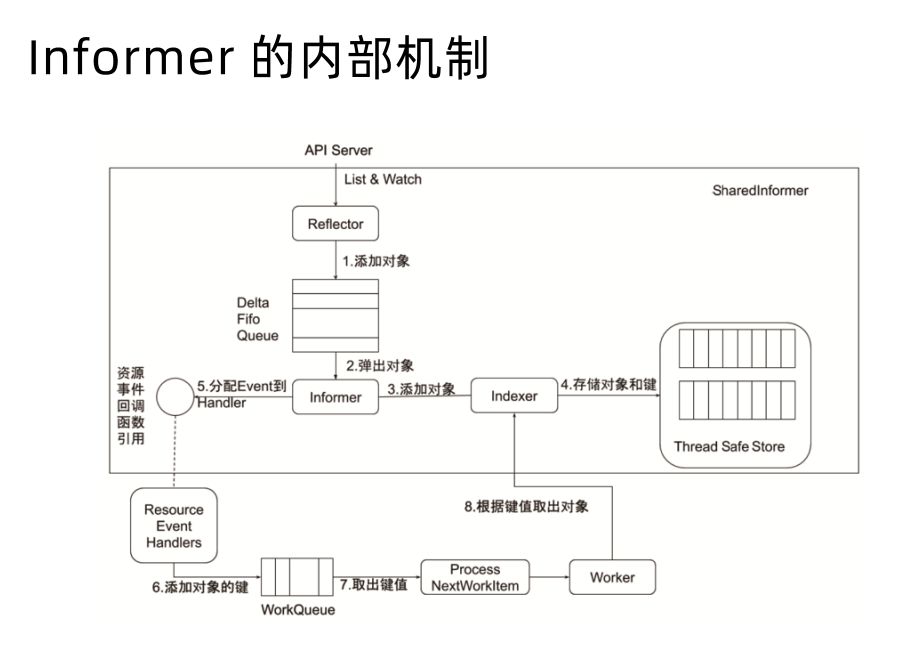 Informer 的内部机制
API Server
List & Watch
SharedInformer
Reflector
1.添加对象
Delta
Fifo
Queue
2.弹出对象
资源
事件
回调
函数
引用
5.分配Event到
Handler
Informer
3.添加对象
Indexer
4.存储对象和键
Thread Safe Store
Resource
Event
Handlers
8.根据键值取出对象
6.添加对象的键
WorkQueue
7.取出键值
Process
NextWorkItem
Worker